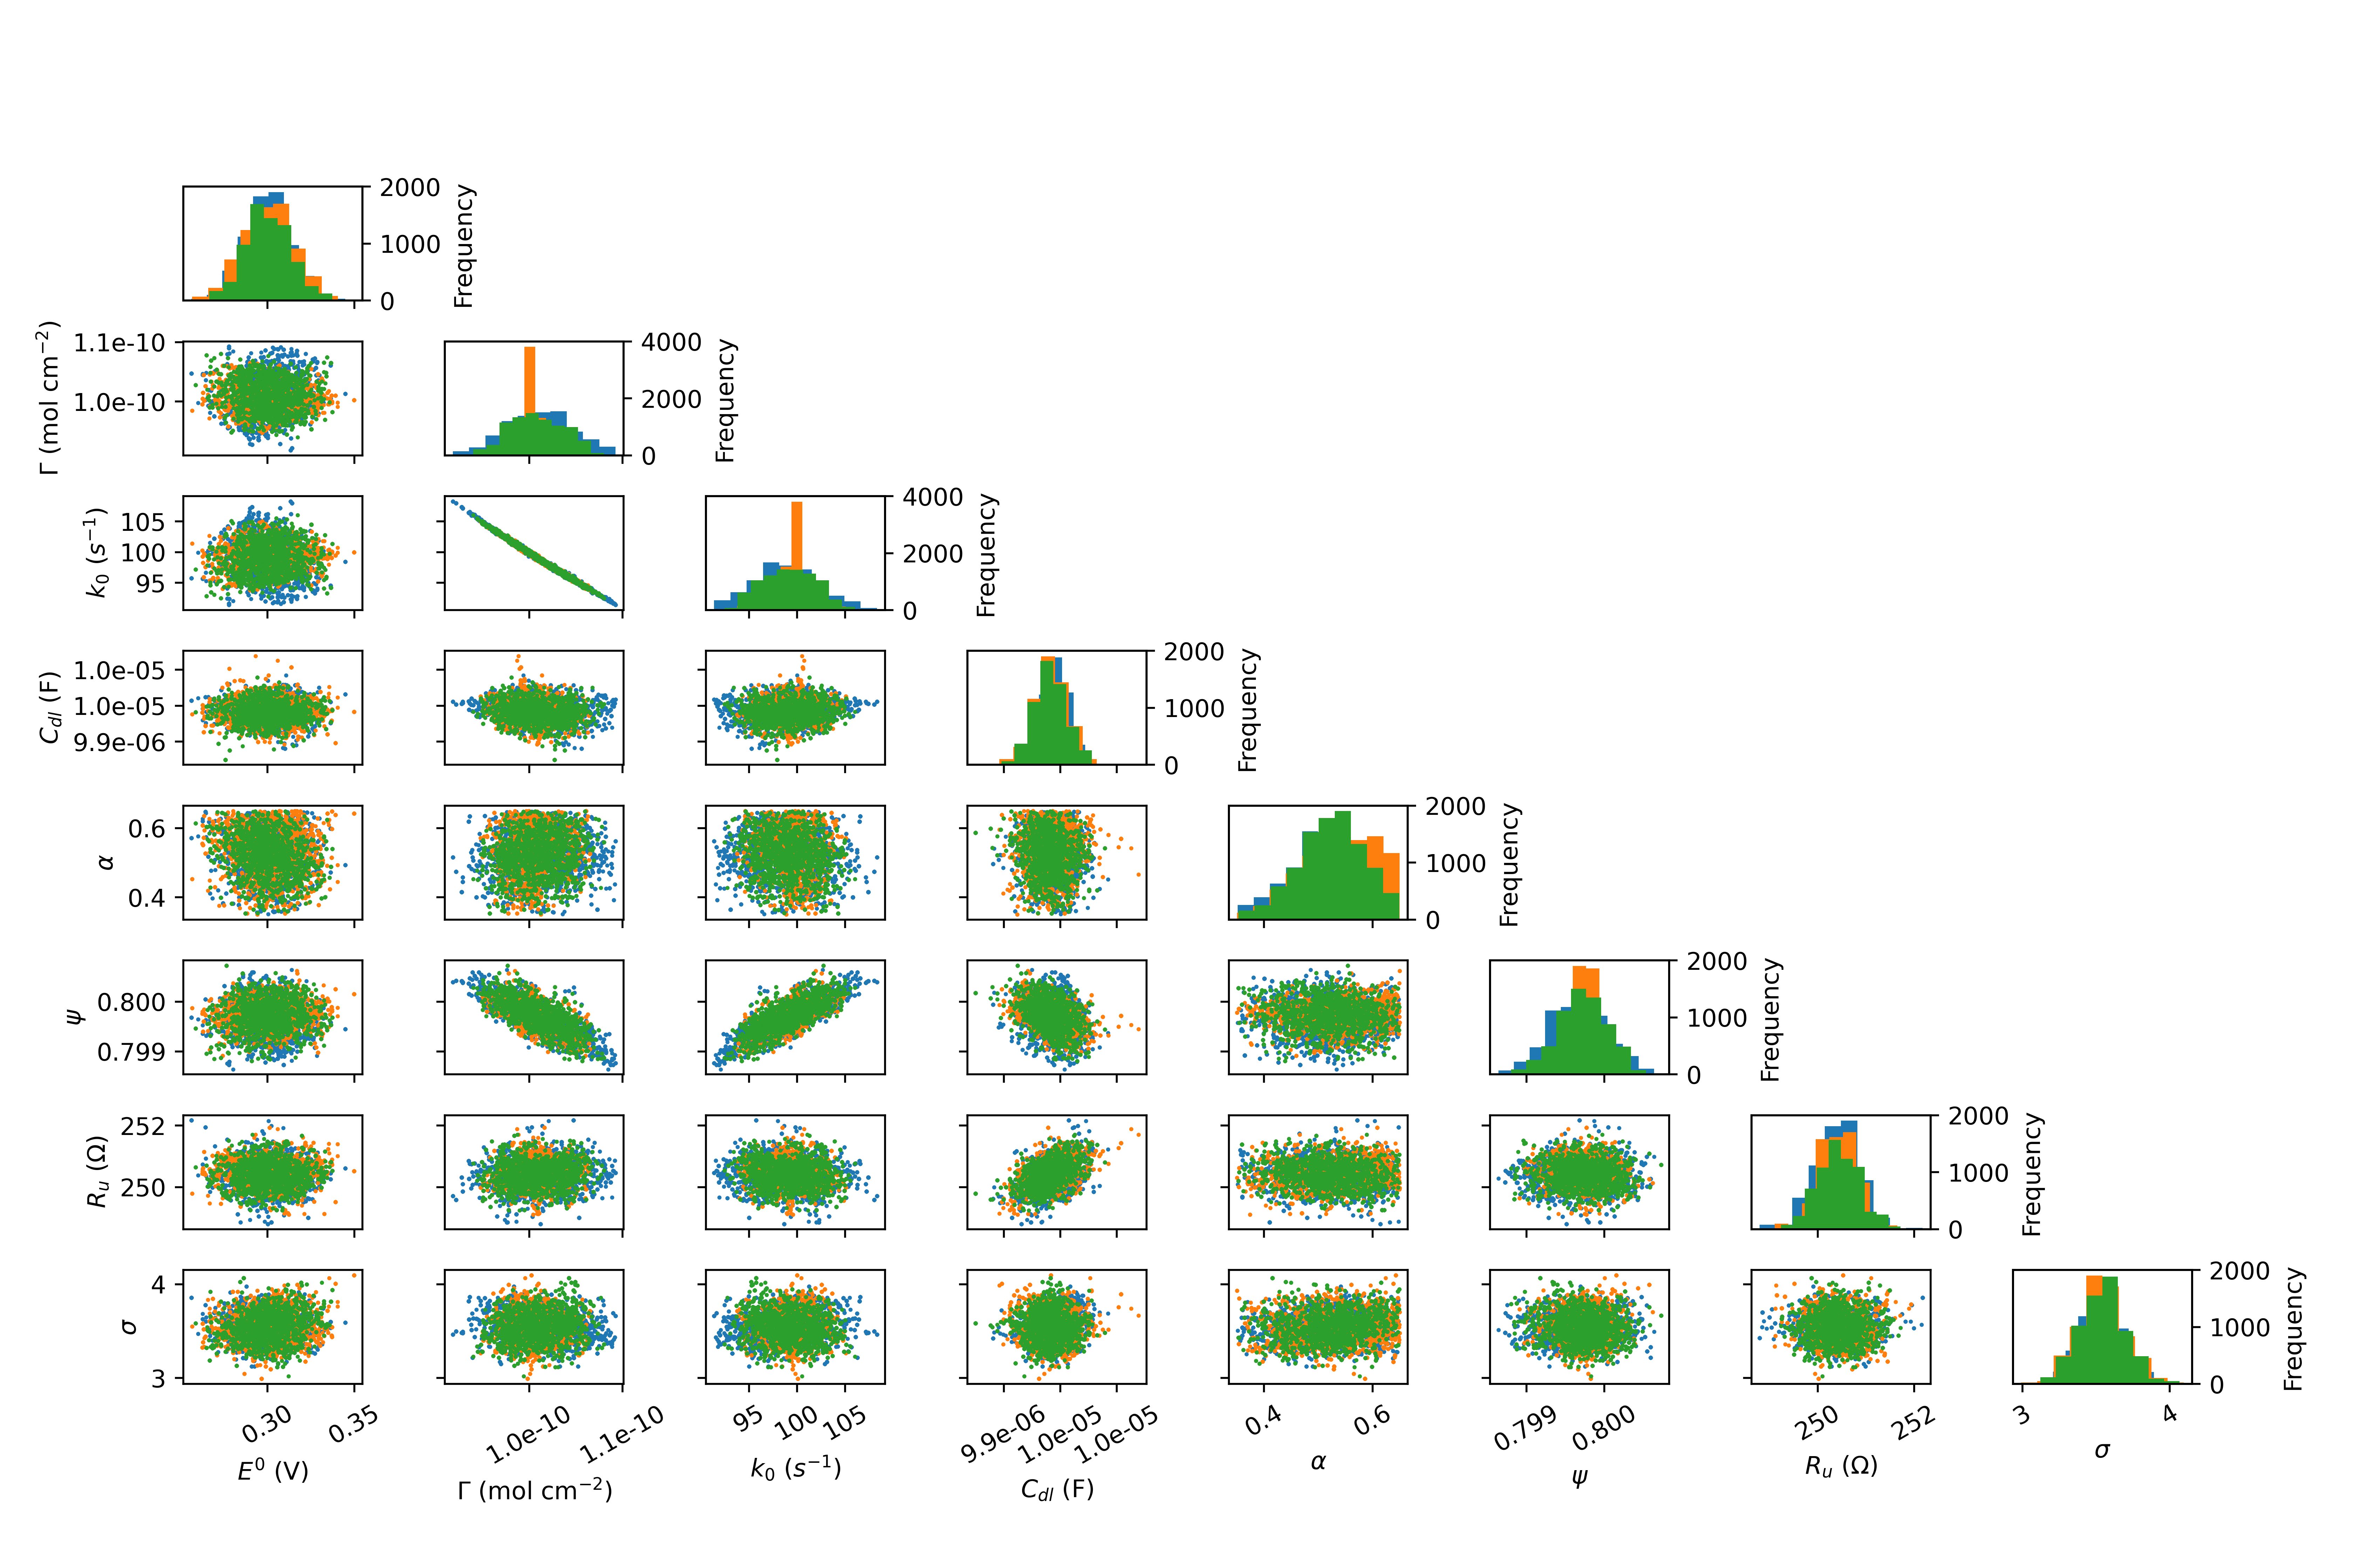 2000
1000
0
Frequency
Γ (mol cm⁻²)
1.1e-10
1.0e-10
4000
2000
0
Frequency
k₀ (s⁻¹)
105
100
95
4000
2000
0
Frequency
C_dl (F)
1.0e-05
1.0e-05
9.9e-06
2000
1000
0
Frequency
α
0.6
0.4
2000
1000
0
Frequency
ψ
0.800
0.799
2000
1000
0
Frequency
R_u (Ω)
252
250
2000
1000
0
Frequency
σ
4
3
2000
1000
0
Frequency
0.30 0.35
E⁰ (V)
1.0e-10 1.1e-10
Γ (mol cm⁻²)
95 100 105
k₀ (s⁻¹)
9.9e-06 1.0e-05 1.0e-05
C_dl (F)
0.4 0.6
α
0.799 0.800
ψ
250 252
R_u (Ω)
3 4
σ